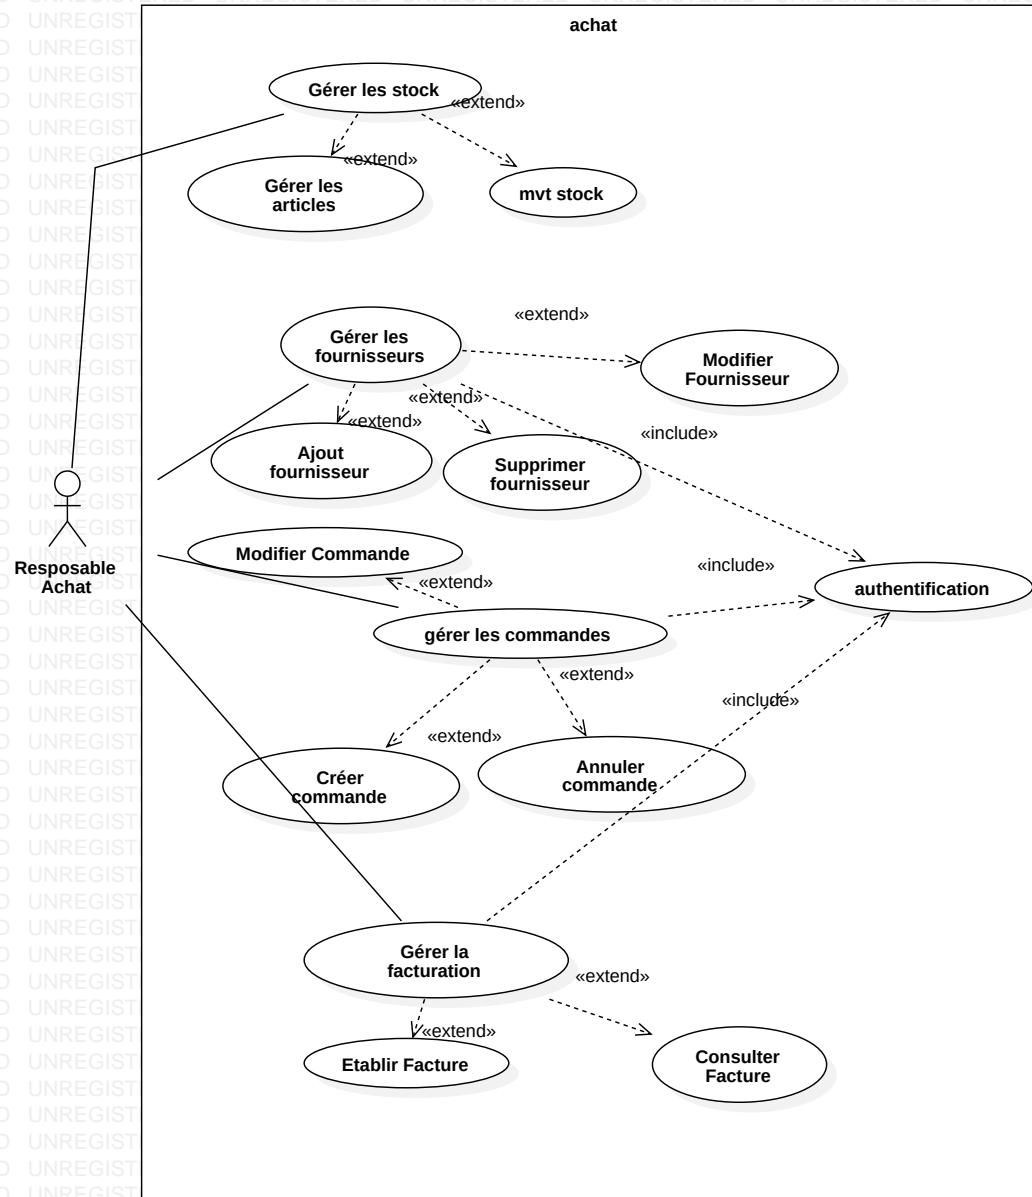 achat
Gérer les stock
«extend»
«extend»
Gérer les
articles
mvt stock
«extend»
Gérer les
fournisseurs
Modifier
Fournisseur
«extend»
«extend»
«include»
Ajout
fournisseur
Supprimer
fournisseur
Modifier Commande
Resposable
Achat
«extend»
«include»
authentification
gérer les commandes
«extend»
«include»
«extend»
Créer
commande
Annuler
commande
Gérer la
facturation
«extend»
«extend»
Etablir Facture
Consulter
Facture
UNREGISTERED